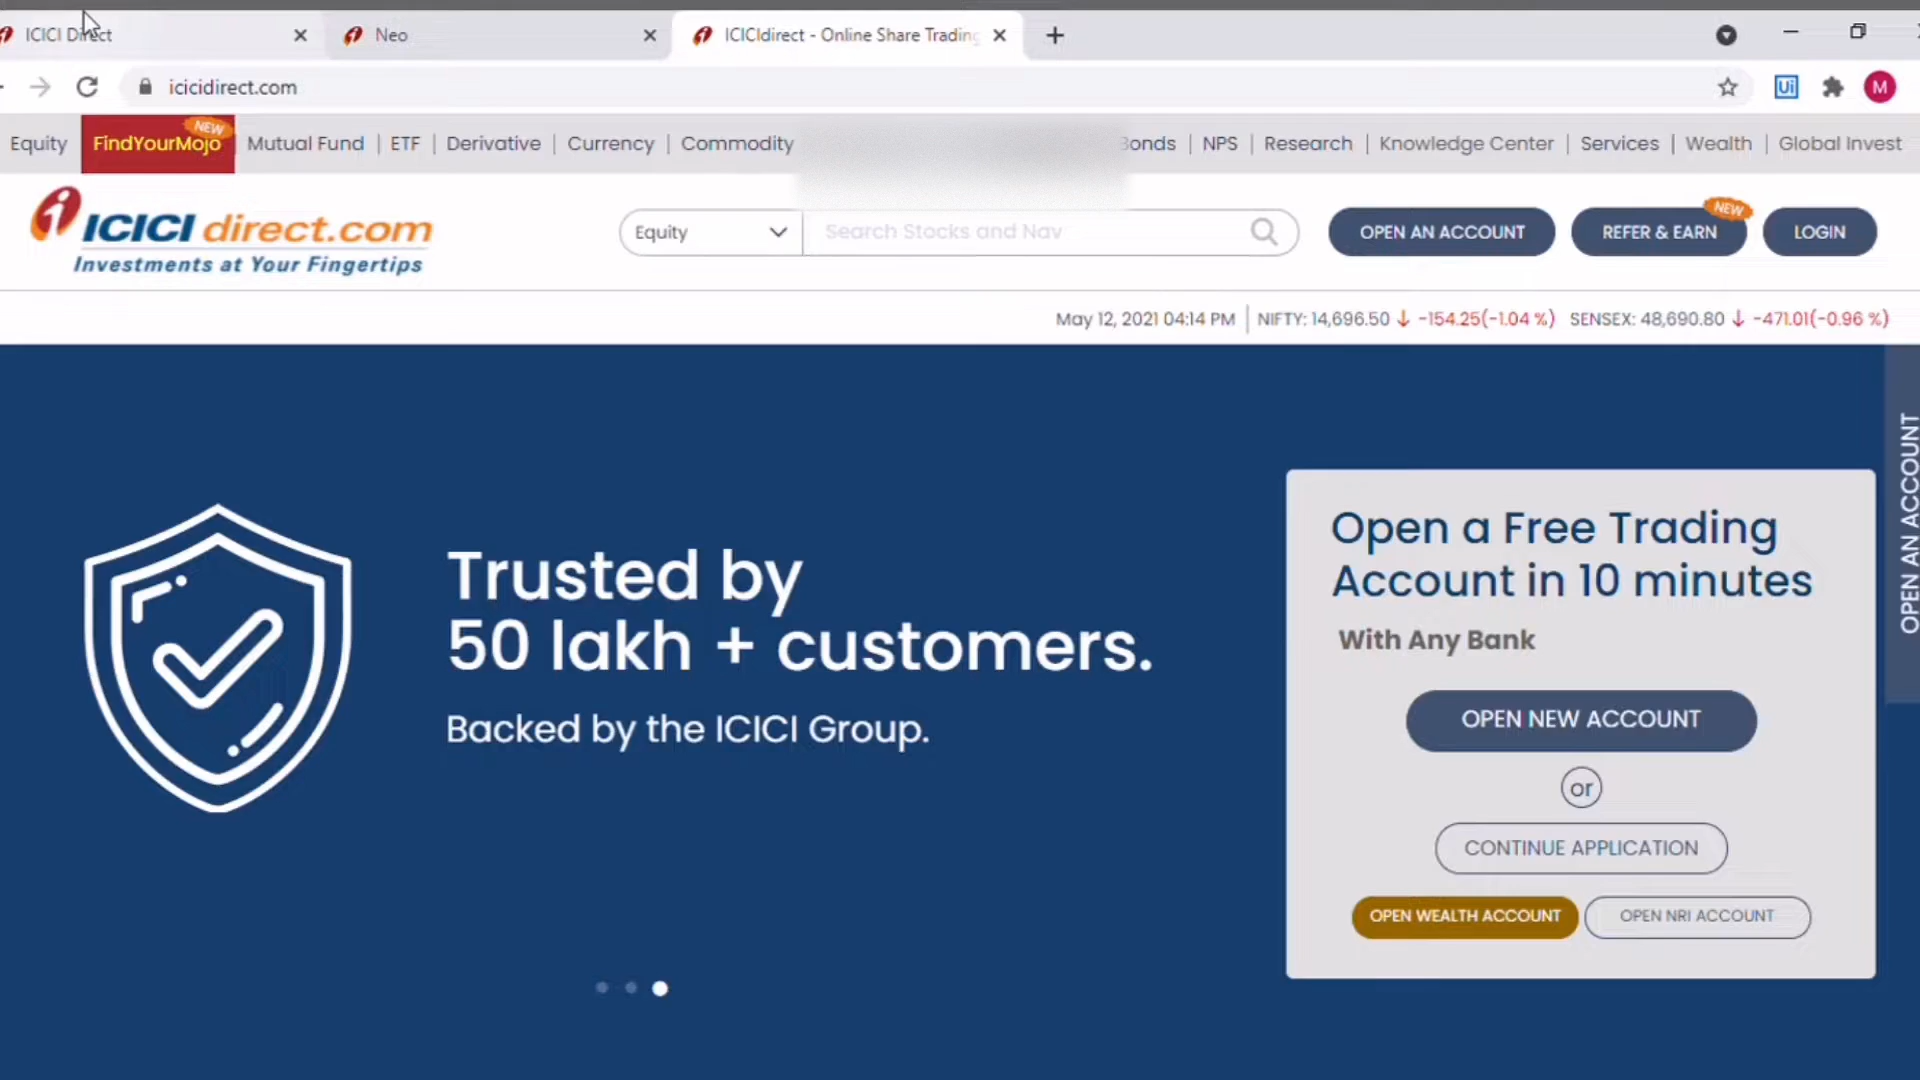 ICICI Direct
Neo
ICICIdirect - Online Share Trading
icicidirect.com
M
Equity
NEW
FindYourMojo
Mutual Fund | ETF | Derivative | Currency | Commodity
Bonds | NPS | Research | Knowledge Center | Services | Wealth | Global Invest
ICICI direct.com
Investments at Your Fingertips
Equity
Search Stocks and Nav
OPEN AN ACCOUNT
NEW
REFER & EARN
LOGIN
May 12, 2021 04:14 PM | NIFTY: 14,696.50 ↓ -154.25(-1.04 %) SENSEX: 48,690.80 ↓ -471.01(-0.96 %)
Trusted by
50 lakh + customers.
Backed by the ICICI Group.
Open a Free Trading
Account in 10 minutes
With Any Bank
OPEN NEW ACCOUNT
or
CONTINUE APPLICATION
OPEN WEALTH ACCOUNT
OPEN NRI ACCOUNT
OPEN AN ACCOUNT